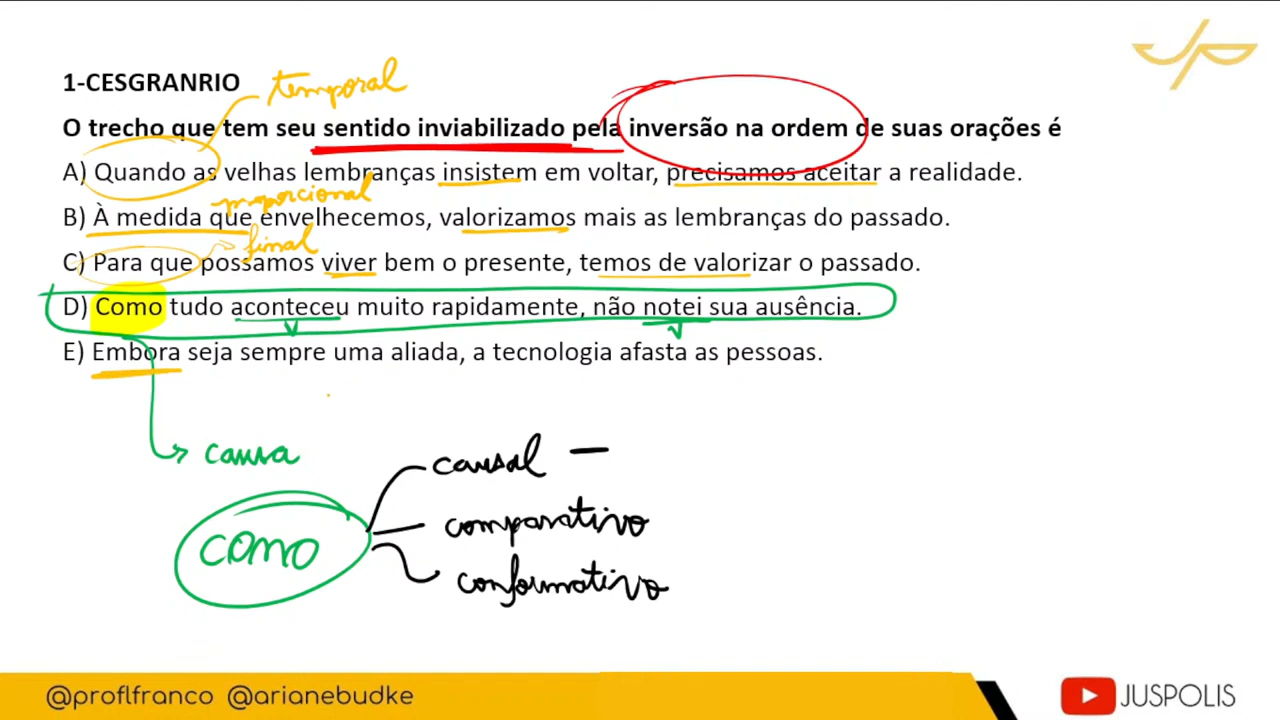 JP
1-CESGRANRIO
temporal
O trecho que tem seu sentido inviabilizado pela inversão na ordem de suas orações é
A) Quando as velhas lembranças insistem em voltar, precisamos aceitar a realidade.
proporcional
B) À medida que envelhecemos, valorizamos mais as lembranças do passado.
final
C) Para que possamos viver bem o presente, temos de valorizar o passado.
D) Como tudo aconteceu muito rapidamente, não notei sua ausência.
E) Embora seja sempre uma aliada, a tecnologia afasta as pessoas.
causa
causal –
como
comparativo
conformativo
@proflfranco @arianebudke
JUSPOLIS